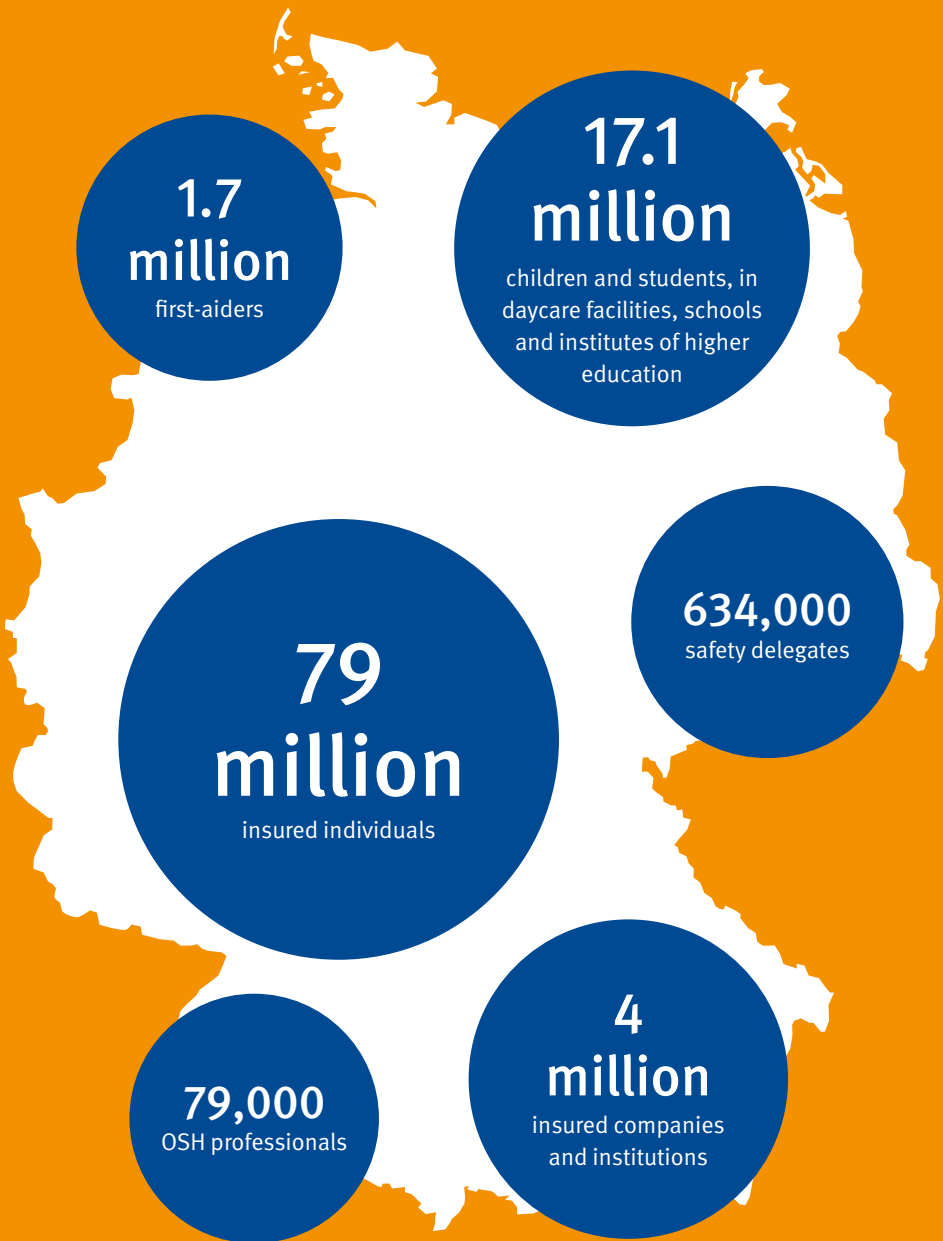 1.7
million
first-aiders
17.1
million
children and students, in
daycare facilities, schools
and institutes of higher
education
634,000
safety delegates
79
million
insured individuals
4
million
insured companies
and institutions
79,000
OSH professionals